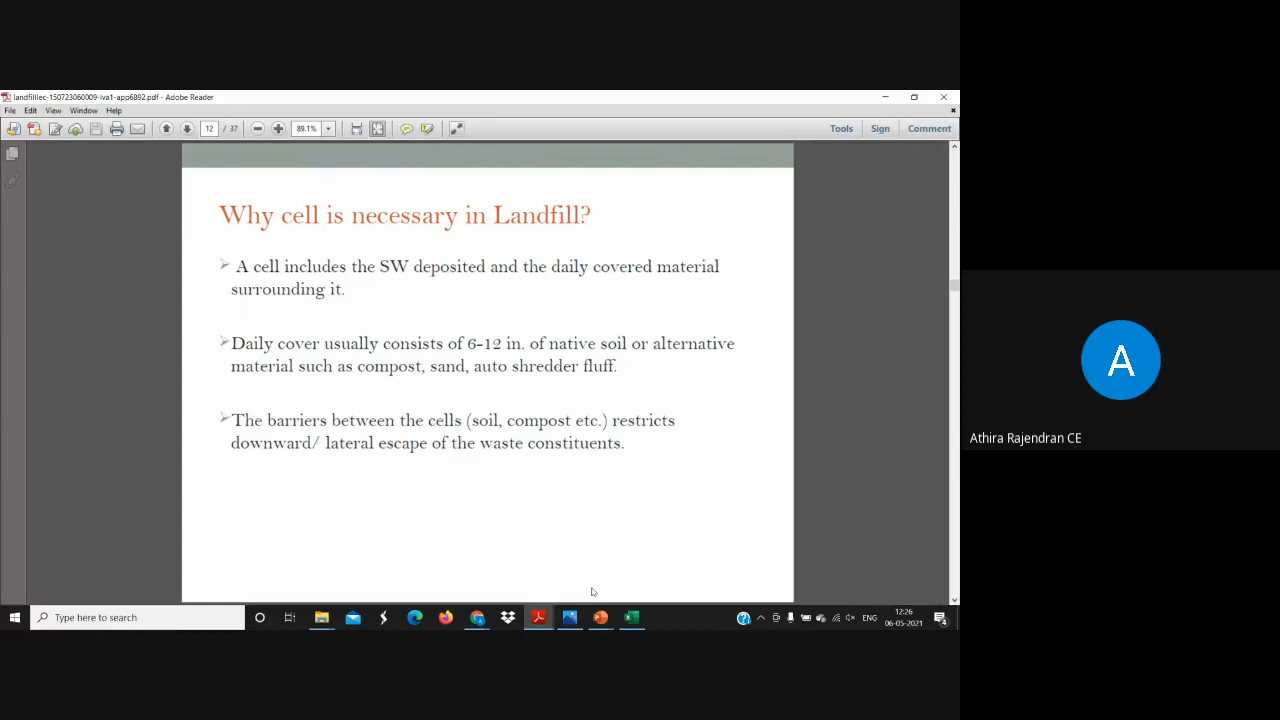 landfilllec-150723060009-lva1-app6892.pdf - Adobe Reader
File Edit View Window Help
12 / 37 89.1% Tools Sign Comment
Why cell is necessary in Landfill?
A cell includes the SW deposited and the daily covered material
surrounding it.
Daily cover usually consists of 6-12 in. of native soil or alternative
material such as compost, sand, auto shredder fluff.
The barriers between the cells (soil, compost etc.) restricts
downward/ lateral escape of the waste constituents.
A
Athira Rajendran CE
Type here to search
ENG
12:26
06-05-2021
4